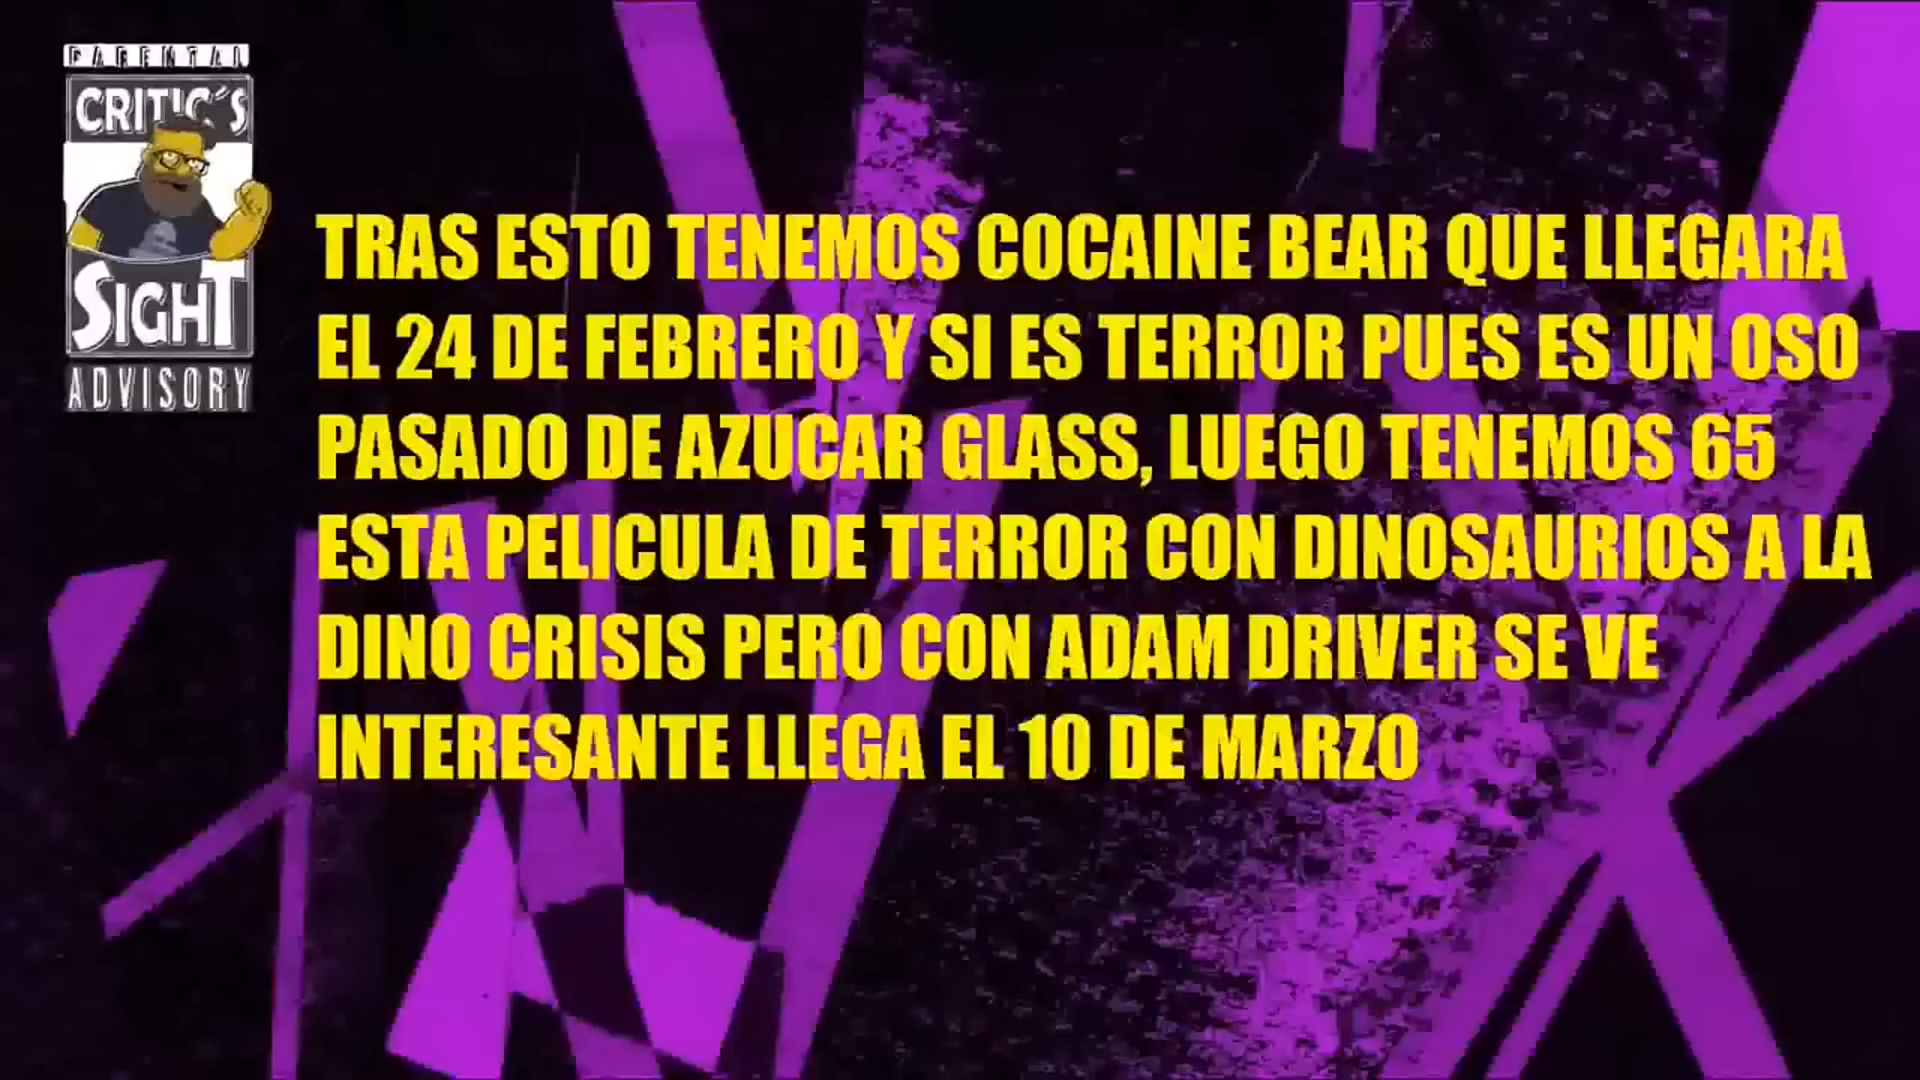 PARENTAL
CRITIC´S
SIGHT
ADVISORY
TRAS ESTO TENEMOS COCAINE BEAR QUE LLEGARA
EL 24 DE FEBRERO Y SI ES TERROR PUES ES UN OSO
PASADO DE AZUCAR GLASS, LUEGO TENEMOS 65
ESTA PELICULA DE TERROR CON DINOSAURIOS A LA
DINO CRISIS PERO CON ADAM DRIVER SE VE
INTERESANTE LLEGA EL 10 DE MARZO